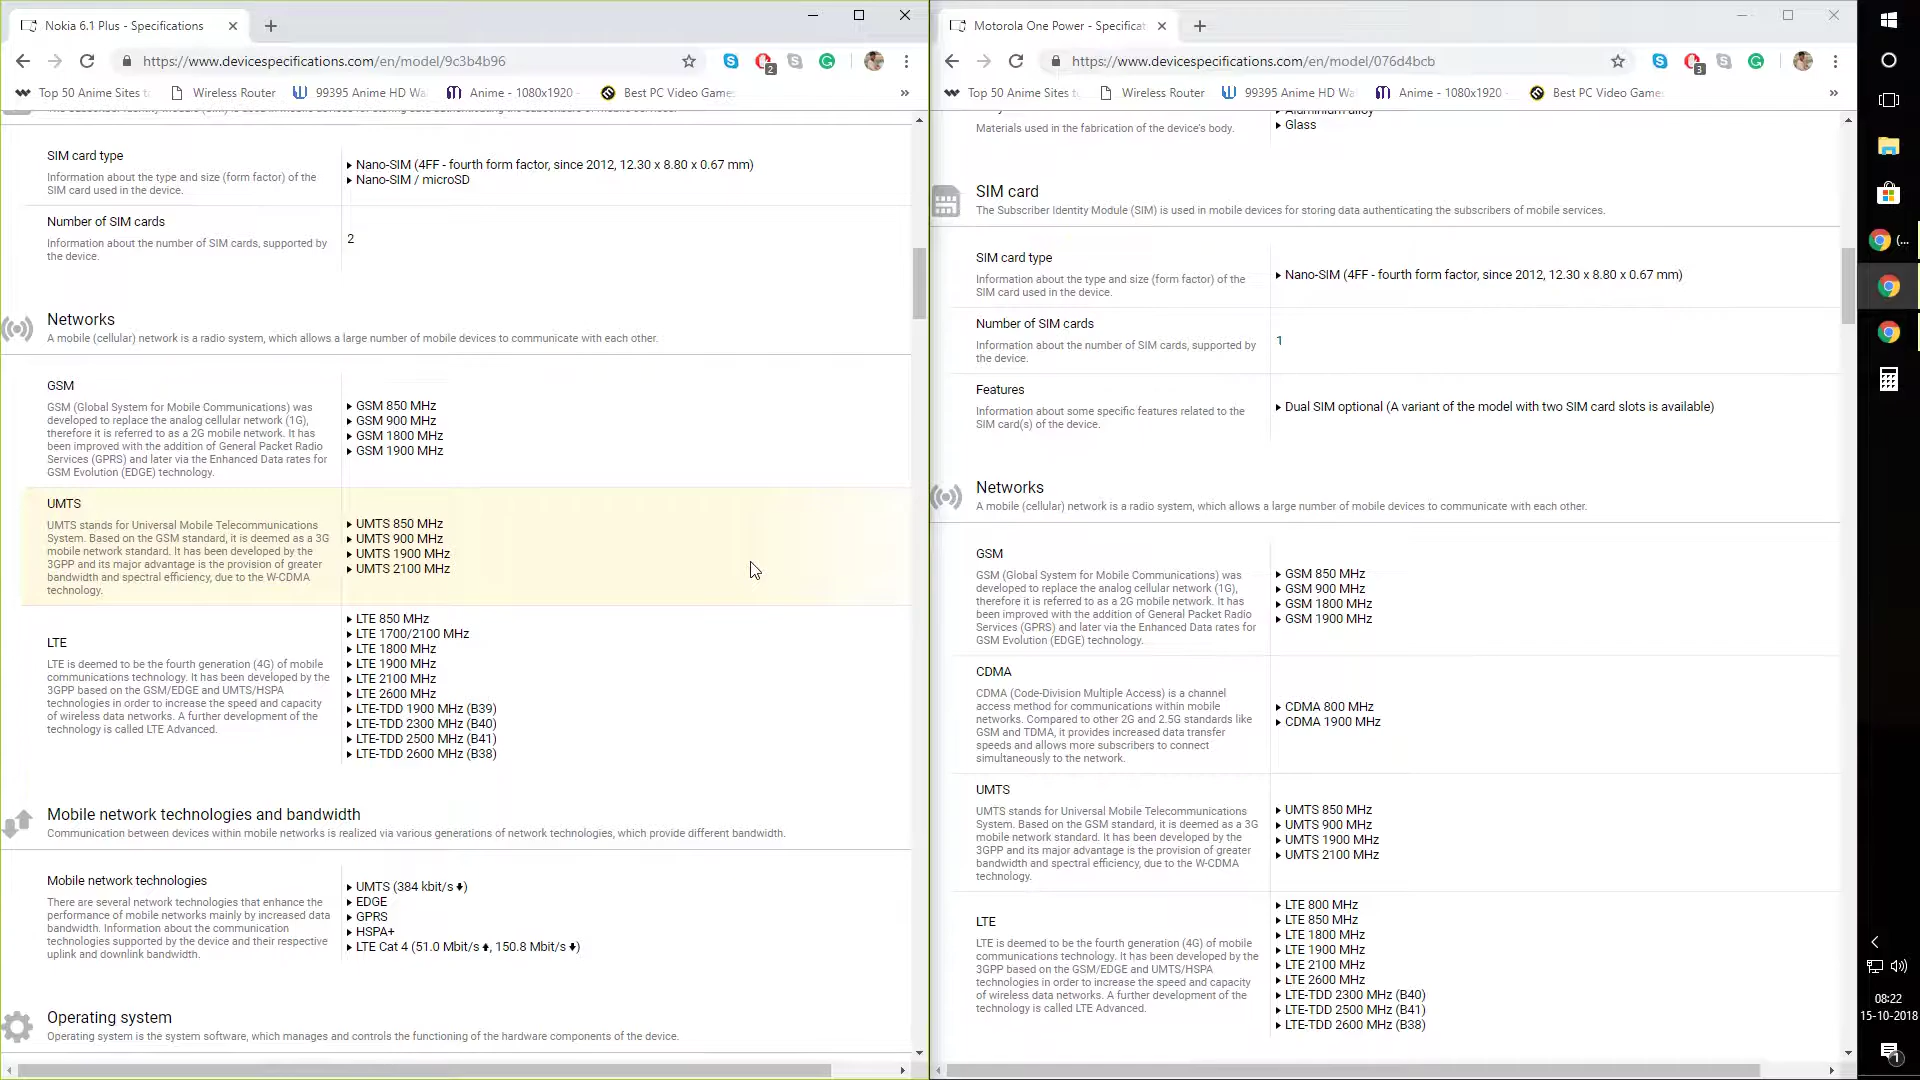 Nokia 6.1 Plus - Specifications
https://www.devicespecifications.com/en/model/9c3b4b96
2
Top 50 Anime Sites t
Wireless Router
99395 Anime HD Wa
Anime - 1080x1920 -
Best PC Video Game
»
SIM card type
Information about the type and size (form factor) of the
SIM card used in the device.
Nano-SIM (4FF - fourth form factor, since 2012, 12.30 x 8.80 x 0.67 mm)
Nano-SIM / microSD
Number of SIM cards
Information about the number of SIM cards, supported by
the device.
2
Networks
A mobile (cellular) network is a radio system, which allows a large number of mobile devices to communicate with each other.
GSM
GSM (Global System for Mobile Communications) was
developed to replace the analog cellular network (1G),
therefore it is referred to as a 2G mobile network. It has
been improved with the addition of General Packet Radio
Services (GPRS) and later via the Enhanced Data rates for
GSM Evolution (EDGE) technology.
GSM 850 MHz
GSM 900 MHz
GSM 1800 MHz
GSM 1900 MHz
UMTS
UMTS stands for Universal Mobile Telecommunications
System. Based on the GSM standard, it is deemed as a 3G
mobile network standard. It has been developed by the
3GPP and its major advantage is the provision of greater
bandwidth and spectral efficiency, due to the W-CDMA
technology.
UMTS 850 MHz
UMTS 900 MHz
UMTS 1900 MHz
UMTS 2100 MHz
LTE
LTE is deemed to be the fourth generation (4G) of mobile
communications technology. It has been developed by the
3GPP based on the GSM/EDGE and UMTS/HSPA
technologies in order to increase the speed and capacity
of wireless data networks. A further development of the
technology is called LTE Advanced.
LTE 850 MHz
LTE 1700/2100 MHz
LTE 1800 MHz
LTE 1900 MHz
LTE 2100 MHz
LTE 2600 MHz
LTE-TDD 1900 MHz (B39)
LTE-TDD 2300 MHz (B40)
LTE-TDD 2500 MHz (B41)
LTE-TDD 2600 MHz (B38)
Mobile network technologies and bandwidth
Communication between devices within mobile networks is realized via various generations of network technologies, which provide different bandwidth.
Mobile network technologies
There are several network technologies that enhance the
performance of mobile networks mainly by increased data
bandwidth. Information about the communication
technologies supported by the device and their respective
uplink and downlink bandwidth.
UMTS (384 kbit/s ↓)
EDGE
GPRS
HSPA+
LTE Cat 4 (51.0 Mbit/s ↑, 150.8 Mbit/s ↓)
Operating system
Operating system is the system software, which manages and controls the functioning of the hardware components of the device.
Motorola One Power - Specificat
https://www.devicespecifications.com/en/model/076d4bcb
3
Top 50 Anime Sites t
Wireless Router
99395 Anime HD Wa
Anime - 1080x1920 -
Best PC Video Game
»
Materials used in the fabrication of the device's body.
Aluminium alloy
Glass
SIM card
The Subscriber Identity Module (SIM) is used in mobile devices for storing data authenticating the subscribers of mobile services.
SIM card type
Information about the type and size (form factor) of the
SIM card used in the device.
Nano-SIM (4FF - fourth form factor, since 2012, 12.30 x 8.80 x 0.67 mm)
Number of SIM cards
Information about the number of SIM cards, supported by
the device.
1
Features
Information about some specific features related to the
SIM card(s) of the device.
Dual SIM optional (A variant of the model with two SIM card slots is available)
Networks
A mobile (cellular) network is a radio system, which allows a large number of mobile devices to communicate with each other.
GSM
GSM (Global System for Mobile Communications) was
developed to replace the analog cellular network (1G),
therefore it is referred to as a 2G mobile network. It has
been improved with the addition of General Packet Radio
Services (GPRS) and later via the Enhanced Data rates for
GSM Evolution (EDGE) technology.
GSM 850 MHz
GSM 900 MHz
GSM 1800 MHz
GSM 1900 MHz
CDMA
CDMA (Code-Division Multiple Access) is a channel
access method for communications within mobile
networks. Compared to other 2G and 2.5G standards like
GSM and TDMA, it provides increased data transfer
speeds and allows more subscribers to connect
simultaneously to the network.
CDMA 800 MHz
CDMA 1900 MHz
UMTS
UMTS stands for Universal Mobile Telecommunications
System. Based on the GSM standard, it is deemed as a 3G
mobile network standard. It has been developed by the
3GPP and its major advantage is the provision of greater
bandwidth and spectral efficiency, due to the W-CDMA
technology.
UMTS 850 MHz
UMTS 900 MHz
UMTS 1900 MHz
UMTS 2100 MHz
LTE
LTE is deemed to be the fourth generation (4G) of mobile
communications technology. It has been developed by the
3GPP based on the GSM/EDGE and UMTS/HSPA
technologies in order to increase the speed and capacity
of wireless data networks. A further development of the
technology is called LTE Advanced.
LTE 800 MHz
LTE 850 MHz
LTE 1800 MHz
LTE 1900 MHz
LTE 2100 MHz
LTE 2600 MHz
LTE-TDD 2300 MHz (B40)
LTE-TDD 2500 MHz (B41)
LTE-TDD 2600 MHz (B38)
(...
08:22
15-10-2018
1